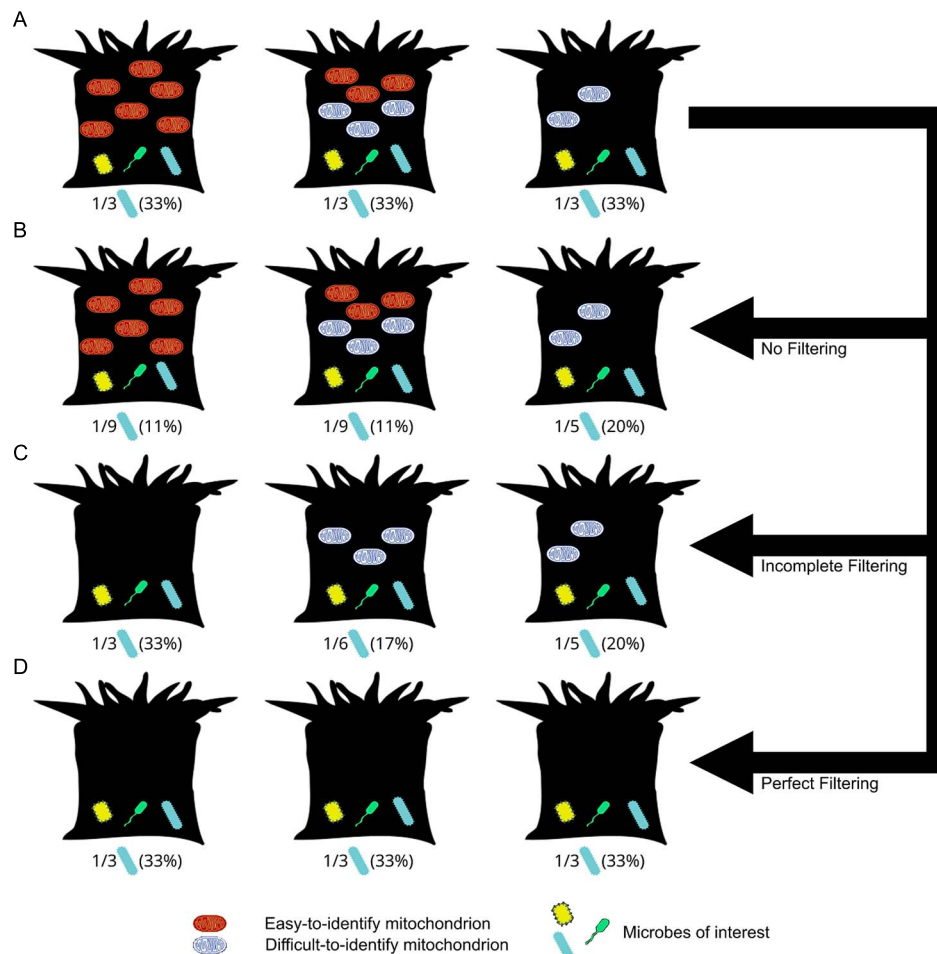 A
1/3 (33%)
1/3 (33%)
1/3 (33%)
B
No Filtering
1/9 (11%)
1/9 (11%)
1/5 (20%)
C
Incomplete Filtering
1/3 (33%)
1/6 (17%)
1/5 (20%)
D
Perfect Filtering
1/3 (33%)
1/3 (33%)
1/3 (33%)
Easy-to-identify mitochondrion
Difficult-to-identify mitochondrion
Microbes of interest